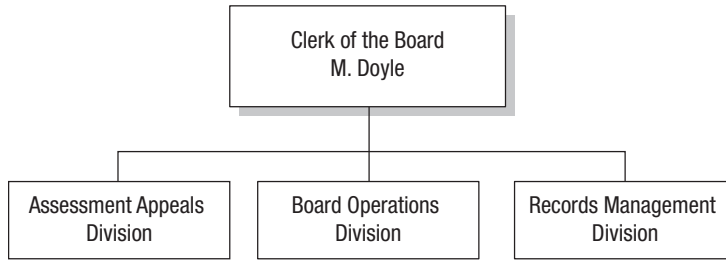 Clerk of the Board
M. Doyle
Assessment Appeals
Division
Board Operations
Division
Records Management
Division